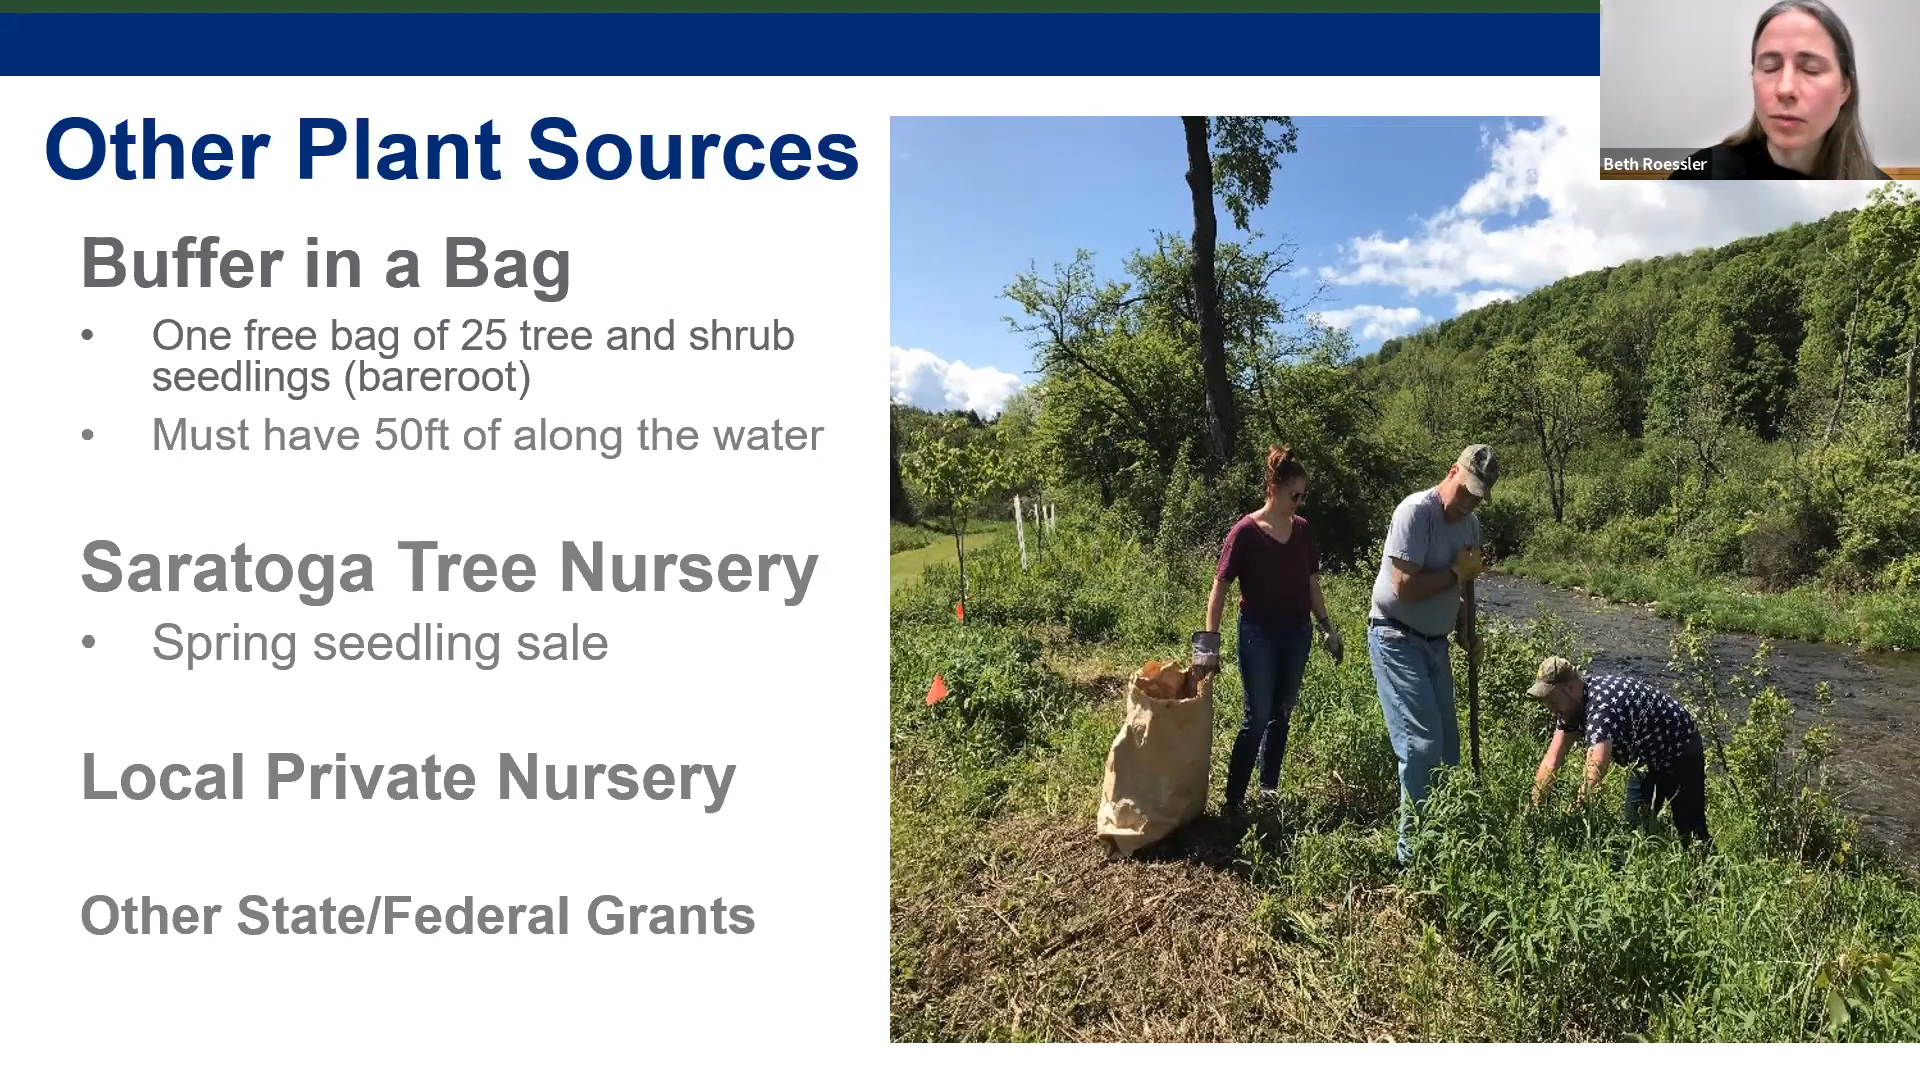 Other Plant Sources
Buffer in a Bag
• One free bag of 25 tree and shrub
seedlings (bareroot)
• Must have 50ft of along the water
Saratoga Tree Nursery
• Spring seedling sale
Local Private Nursery
Other State/Federal Grants
Beth Roessler